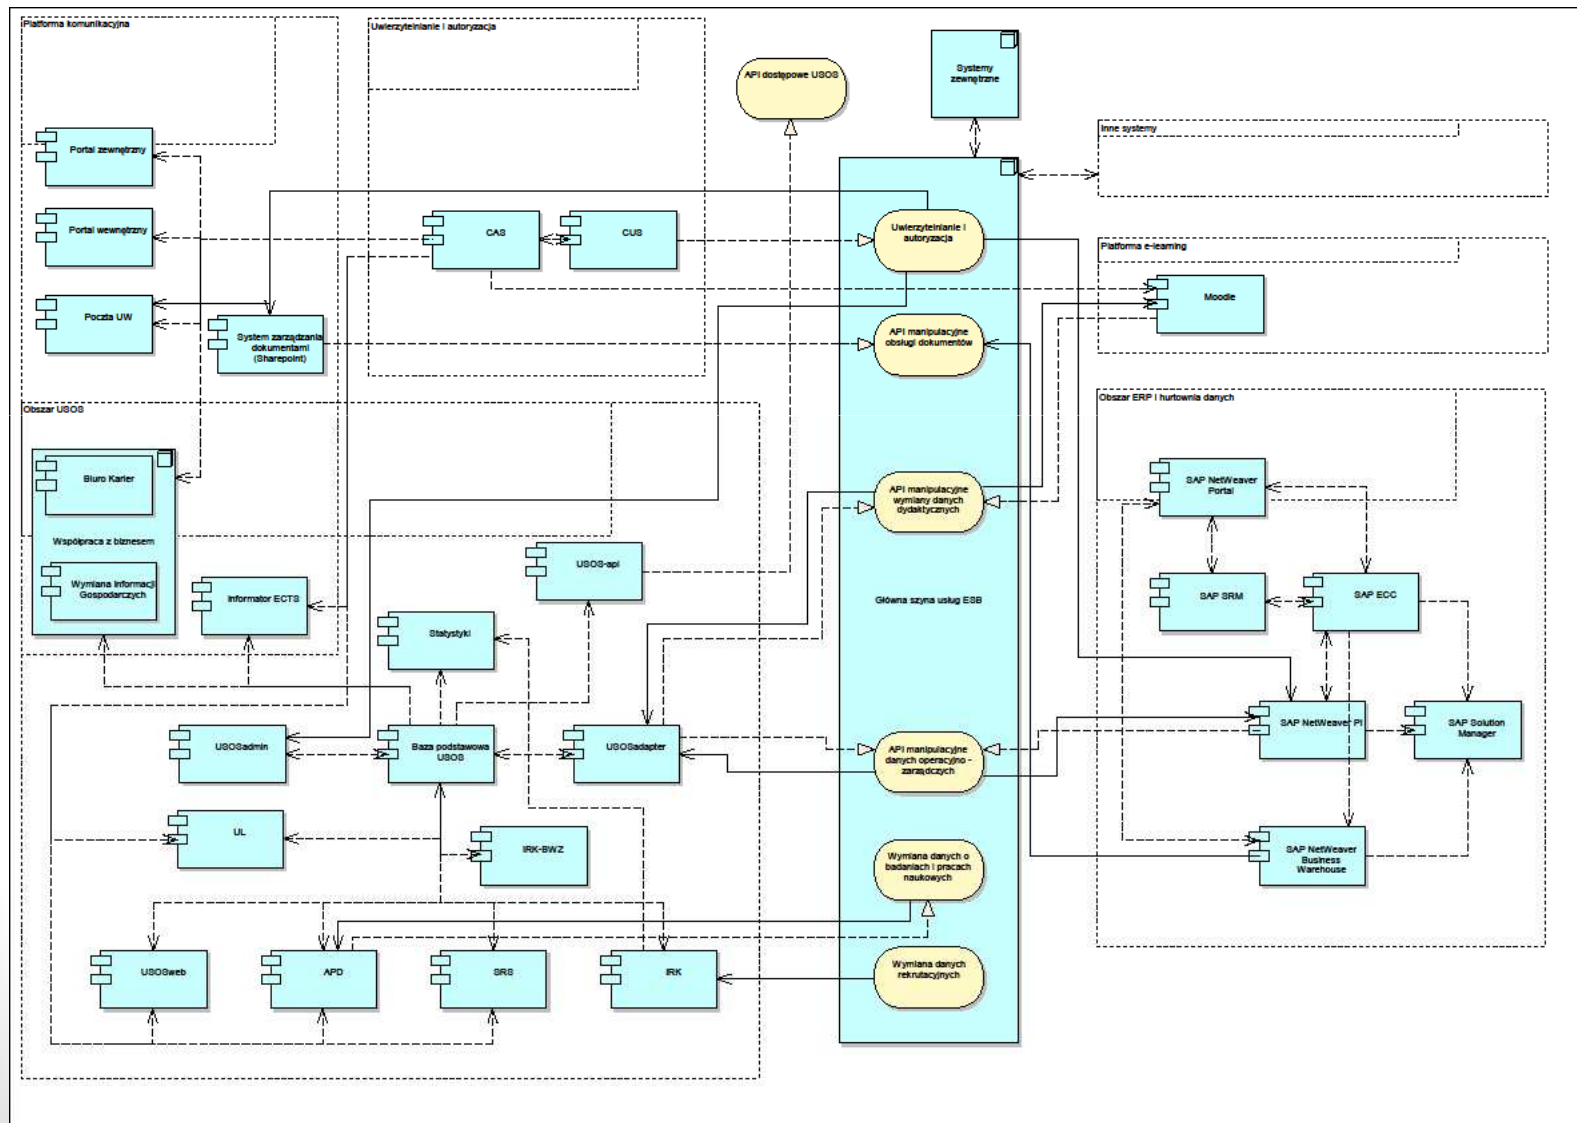 Platforma komunikacyjna
Uwierzytelnianie i autoryzacja
API dostępowe USOS
Systemy
zewnętrzne
Inne systemy
Portal zewnętrzny
Portal wewnętrzny
Poczta UW
System zarządzania
dokumentami
(Sharepoint)
CAS
CUS
Uwierzytelnianie i
autoryzacja
API manipulacyjne
obsługi dokumentów
Platforma e-learning
Moodle
Obszar USOS
Biuro Karier
Współpraca z biznesem
Wymiana Informacji
Gospodarczych
Informator ECTS
USOS-api
Statystyki
API manipulacyjne
wymiany danych
dydaktycznych
Główna szyna usług ESB
Obszar ERP i hurtownia danych
SAP NetWeaver
Portal
SAP SRM
SAP ECC
USOSadmin
Baza podstawowa
USOS
USOSadapter
API manipulacyjne
danych operacyjno -
zarządczych
SAP NetWeaver PI
SAP Solution
Manager
UL
IRK-BWZ
Wymiana danych o
badaniach i pracach
naukowych
SAP NetWeaver
Business
Warehouse
USOSweb
APD
SRS
IRK
Wymiana danych
rekrutacyjnych